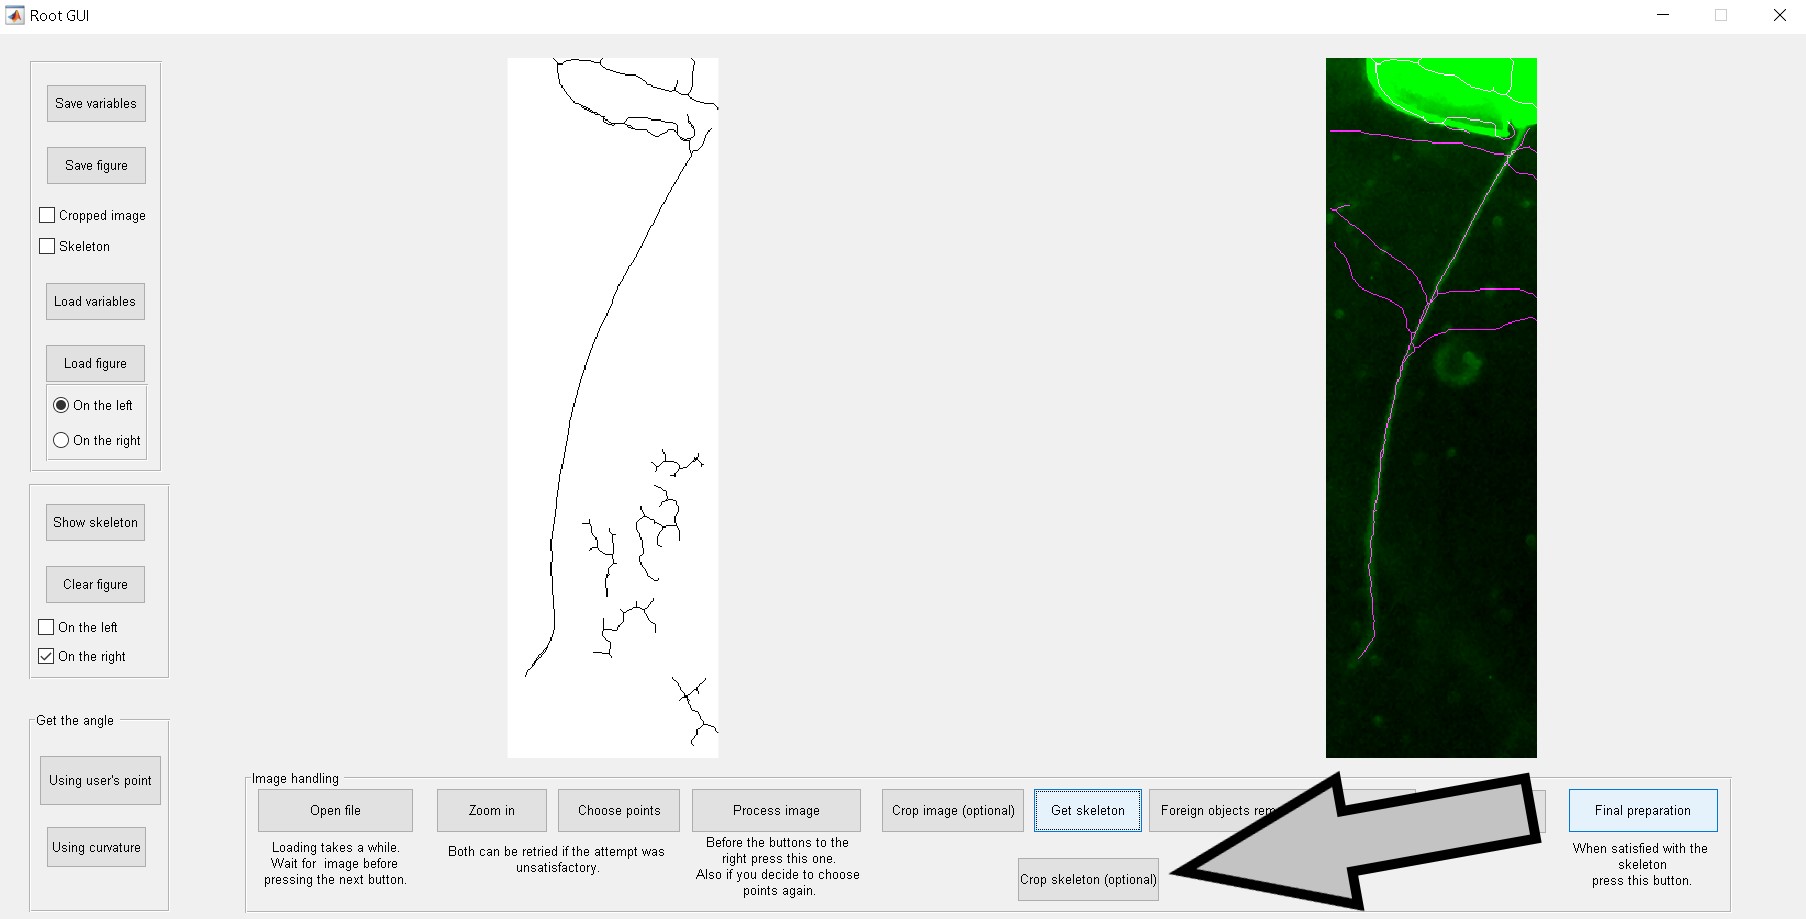 Root GUI
Save variables
Save figure
Cropped image
Skeleton
Load variables
Load figure
On the left
On the right
Show skeleton
Clear figure
On the left
On the right
Get the angle
Using user's point
Using curvature
Image handling
Open file
Zoom in
Choose points
Process image
Crop image (optional)
Get skeleton
Foreign objects
Final preparation
Loading takes a while.
Wait for image before
pressing the next button.
Both can be retried if the attempt was
unsatisfactory.
Before the buttons to the
right press this one.
Also if you decide to choose
points again.
Crop skeleton (optional)
When satisfied with the
skeleton
press this button.